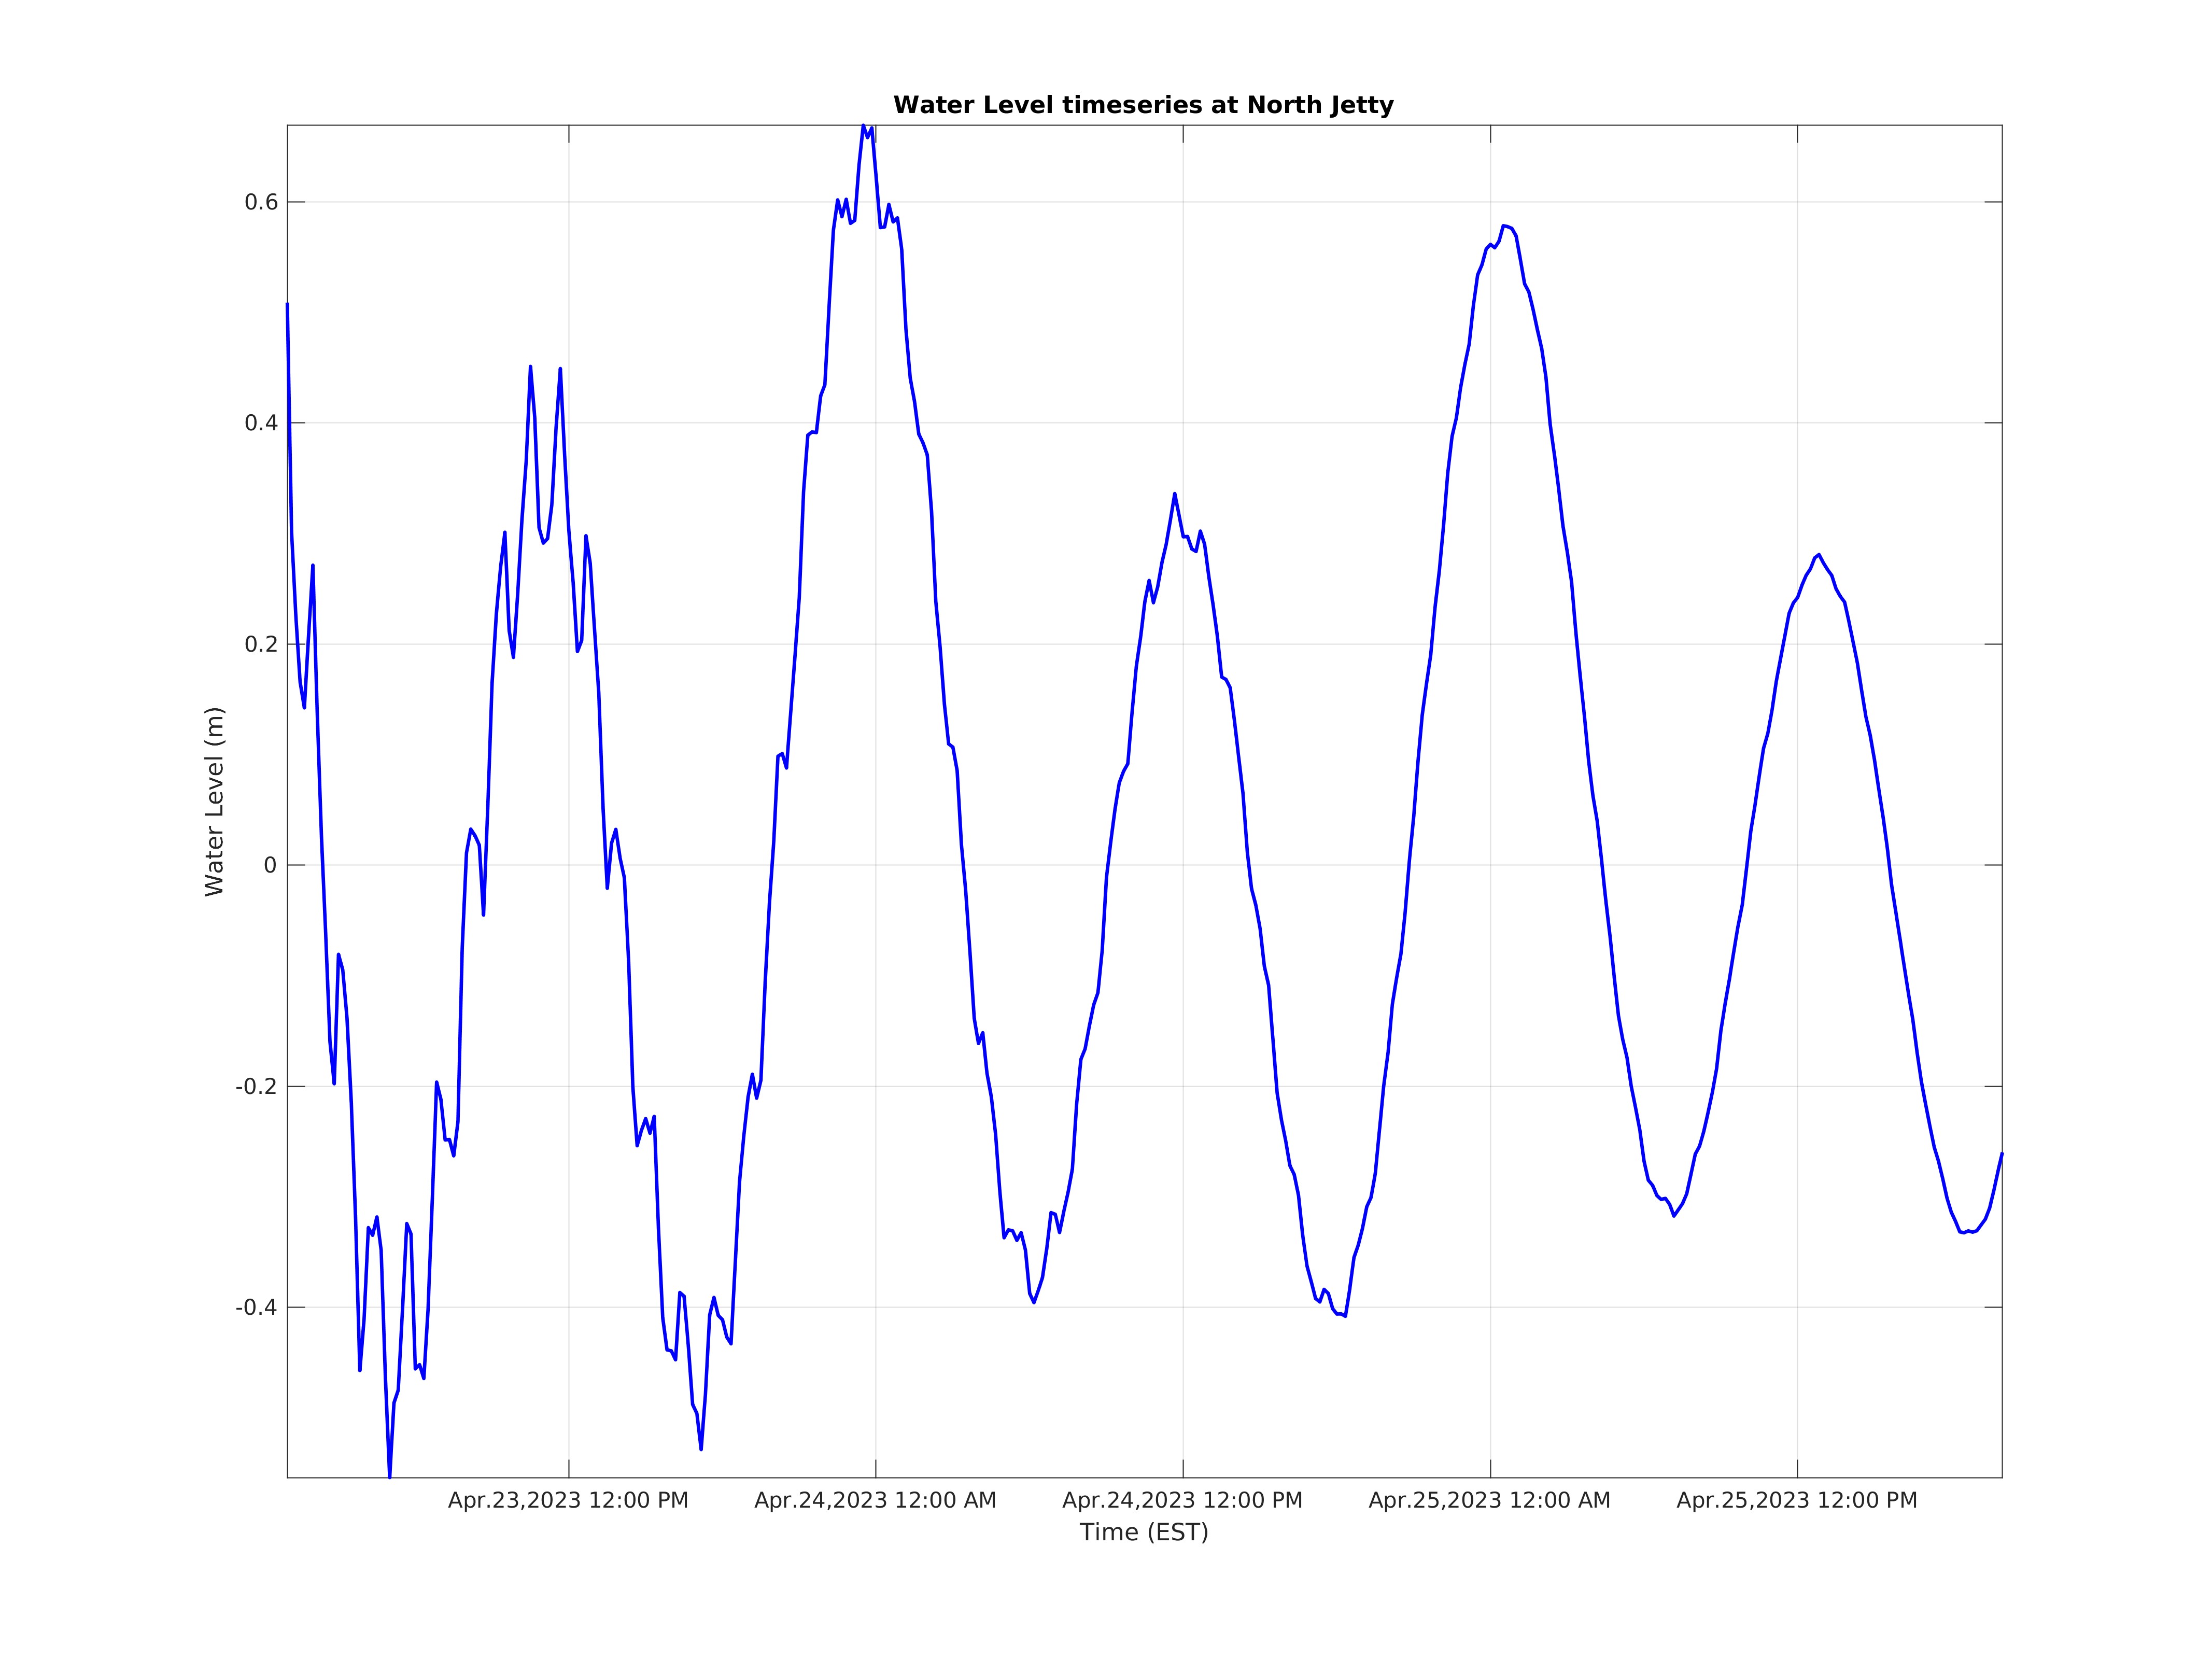 Water Level timeseries at North Jetty
0.6
0.4
0.2
0
-0.2
-0.4
Water Level (m)
Apr.23,2023 12:00 PM
Apr.24,2023 12:00 AM
Apr.24,2023 12:00 PM
Apr.25,2023 12:00 AM
Apr.25,2023 12:00 PM
Time (EST)